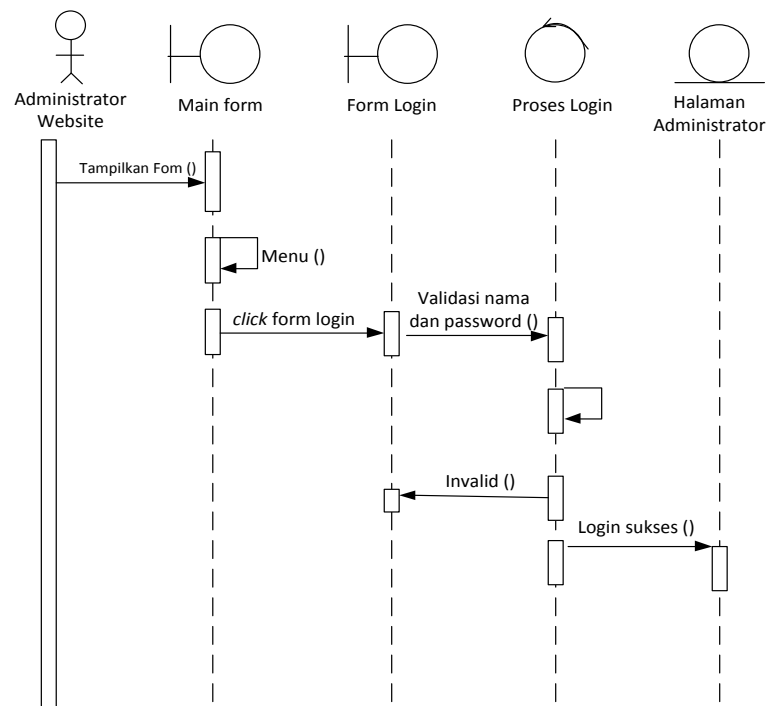 Administrator
Website
Main form
Form Login
Proses Login
Halaman
Administrator
Tampilkan Fom ()
Menu ()
click form login
Validasi nama
dan password ()
Invalid ()
Login sukses ()